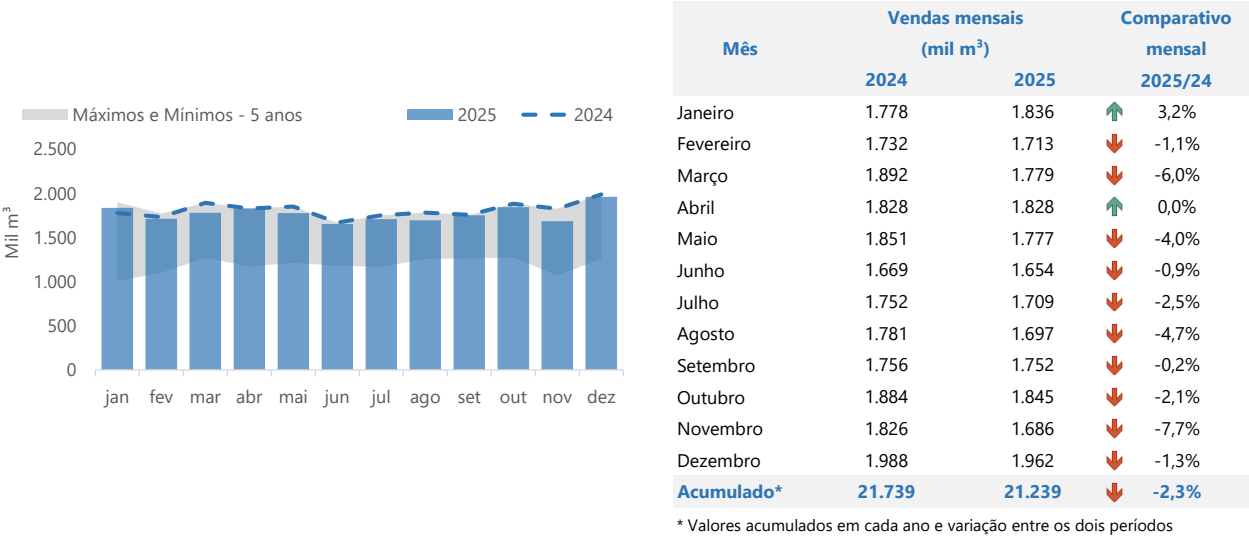 Máximos e Mínimos - 5 anos 2025 2024
Mil m³
2.500
2.000
1.500
1.000
500
0
jan fev mar abr mai jun jul ago set out nov dez
Mês Vendas mensais (mil m³) Comparativo mensal
2024 2025 2025/24
Janeiro 1.778 1.836 3,2%
Fevereiro 1.732 1.713 -1,1%
Março 1.892 1.779 -6,0%
Abril 1.828 1.828 0,0%
Maio 1.851 1.777 -4,0%
Junho 1.669 1.654 -0,9%
Julho 1.752 1.709 -2,5%
Agosto 1.781 1.697 -4,7%
Setembro 1.756 1.752 -0,2%
Outubro 1.884 1.845 -2,1%
Novembro 1.826 1.686 -7,7%
Dezembro 1.988 1.962 -1,3%
Acumulado* 21.739 21.239 -2,3%
* Valores acumulados em cada ano e variação entre os dois períodos